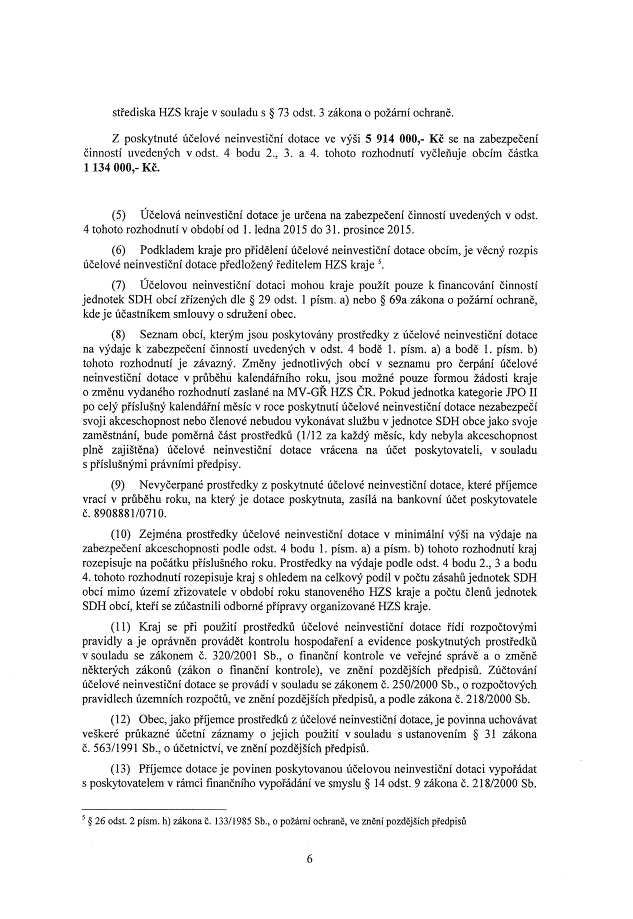 střediska HZS kraje v souladu s § 73 odst. 3 zákona o požární ochraně.
Z poskytnuté účelové neinvestiční dotace ve výši 5 914 000,- Kč se na zabezpečení
činností uvedených v odst. 4 bodu 2., 3. a 4. tohoto rozhodnutí vyčleňuje obcím částka
1 134 000,- Kč.
(5) Účelová neinvestiční dotace je určena na zabezpečení činností uvedených v odst.
4 tohoto rozhodnutí v období od 1. ledna 2015 do 31. prosince 2015.
(6) Podkladem kraje pro přidělení účelové neinvestiční dotace obcím, je věcný rozpis
účelové neinvestiční dotace předložený ředitelem HZS kraje ⁵.
(7) Účelovou neinvestiční dotaci mohou kraje použít pouze k financování činností
jednotek SDH obcí zřízených dle § 29 odst. 1 písm. a) nebo § 69a zákona o požární ochraně,
kde je účastníkem smlouvy o sdružení obec.
(8) Seznam obcí, kterým jsou poskytovány prostředky z účelové neinvestiční dotace
na výdaje k zabezpečení činností uvedených v odst. 4 bodě 1. písm. a) a bodě 1. písm. b)
tohoto rozhodnutí je závazný. Změny jednotlivých obcí v seznamu pro čerpání účelové
neinvestiční dotace v průběhu kalendářního roku, jsou možné pouze formou žádosti kraje
o změnu vydaného rozhodnutí zaslané na MV-GŘ HZS ČR. Pokud jednotka kategorie JPO II
po celý příslušný kalendářní měsíc v roce poskytnutí účelové neinvestiční dotace nezabezpečí
svoji akceschopnost nebo členové nebudou vykonávat službu v jednotce SDH obce jako svoje
zaměstnání, bude poměrná část prostředků (1/12 za každý měsíc, kdy nebyla akceschopnost
plně zajištěna) účelové neinvestiční dotace vrácena na účet poskytovateli, v souladu
s příslušnými právními předpisy.
(9) Nevyčerpané prostředky z poskytnuté účelové neinvestiční dotace, které příjemce
vrací v průběhu roku, na který je dotace poskytnuta, zasílá na bankovní účet poskytovatele
č. 8908881/0710.
(10) Zejména prostředky účelové neinvestiční dotace v minimální výši na výdaje na
zabezpečení akceschopnosti podle odst. 4 bodu 1. písm. a) a písm. b) tohoto rozhodnutí kraj
rozepisuje na počátku příslušného roku. Prostředky na výdaje podle odst. 4 bodu 2., 3 a bodu
4. tohoto rozhodnutí rozepisuje kraj s ohledem na celkový podíl v počtu zásahů jednotek SDH
obcí mimo území zřizovatele v období roku stanoveného HZS kraje a počtu členů jednotek
SDH obcí, kteří se zúčastnili odborné přípravy organizované HZS kraje.
(11) Kraj se při použití prostředků účelové neinvestiční dotace řídí rozpočtovými
pravidly a je oprávněn provádět kontrolu hospodaření a evidence poskytnutých prostředků
v souladu se zákonem č. 320/2001 Sb., o finanční kontrole ve veřejné správě a o změně
některých zákonů (zákon o finanční kontrole), ve znění pozdějších předpisů. Zúčtování
účelové neinvestiční dotace se provádí v souladu se zákonem č. 250/2000 Sb., o rozpočtových
pravidlech územních rozpočtů, ve znění pozdějších předpisů, a podle zákona č. 218/2000 Sb.
(12) Obec, jako příjemce prostředků z účelové neinvestiční dotace, je povinna uchovávat
veškeré průkazné účetní záznamy o jejich použití v souladu s ustanovením § 31 zákona
č. 563/1991 Sb., o účetnictví, ve znění pozdějších předpisů.
(13) Příjemce dotace je povinen poskytovanou účelovou neinvestiční dotaci vypořádat
s poskytovatelem v rámci finančního vypořádání ve smyslu § 14 odst. 9 zákona č. 218/2000 Sb.
⁵ § 26 odst. 2 písm. h) zákona č. 133/1985 Sb., o požární ochraně, ve znění pozdějších předpisů
6